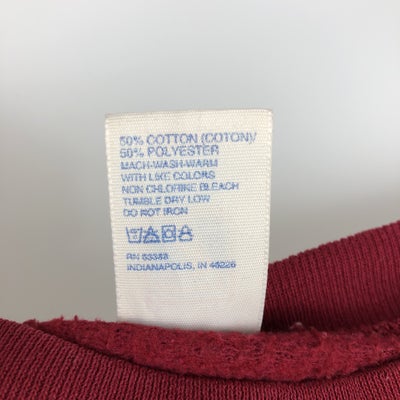 50% COTTON (COTON)/
50% POLYESTER
MACH-WASH-WARM
WITH LIKE COLORS
NON CHLORINE BLEACH
TUMBLE DRY LOW
DO NOT IRON
RN 53383
INDIANAPOLIS, IN 46226